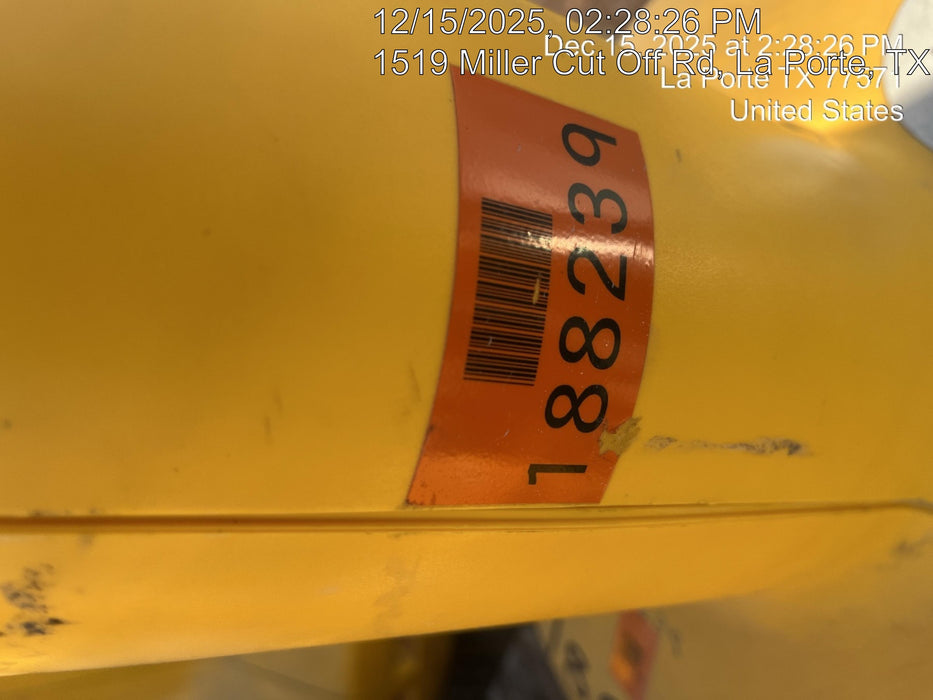 12/15/2025, 02:28:26 PM
Dec 15, 2025 at 2:28:26 PM
1519 Miller Cut Off Rd, La Porte, TX
La Porte TX 77571
United States
188239